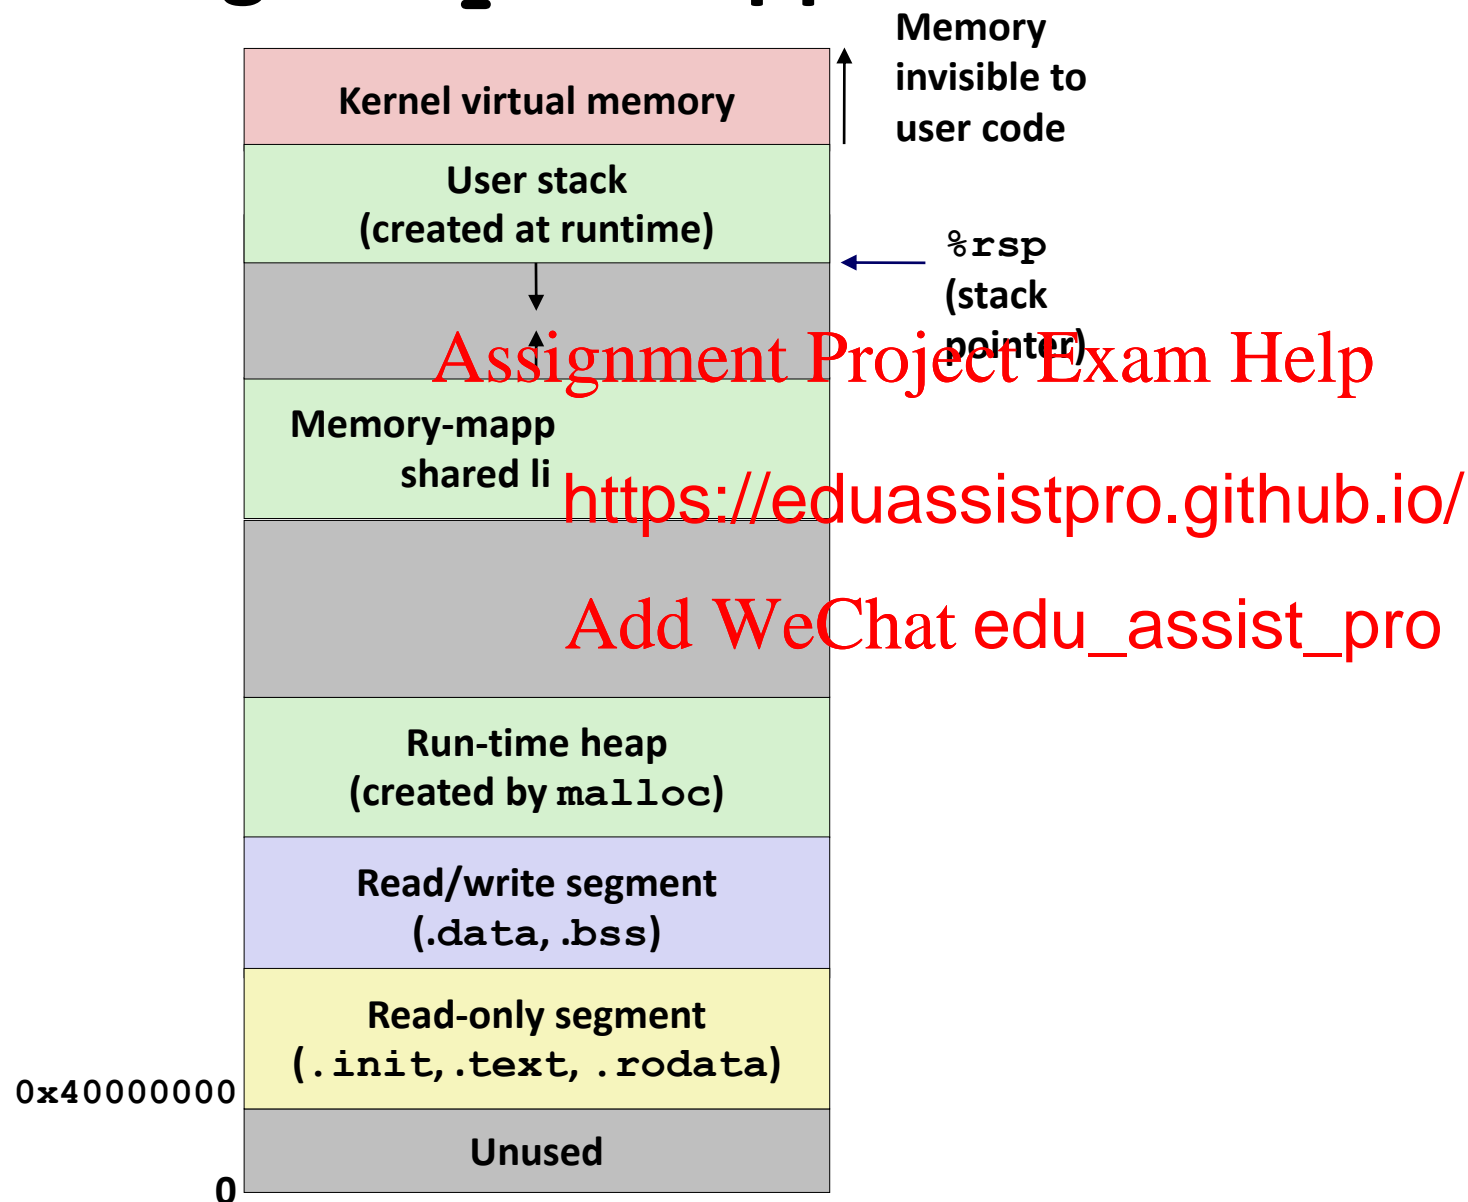 Memory
invisible to
user code
Kernel virtual memory
User stack
(created at runtime)
%rsp
(stack
pointer)
Assignment Project Exam Help
Memory-mapp
shared li
https://eduassistpro.github.io/
Add WeChat edu_assist_pro
Run-time heap
(created by malloc)
Read/write segment
(.data, .bss)
Read-only segment
(.init, .text, .rodata)
0x40000000
Unused
0